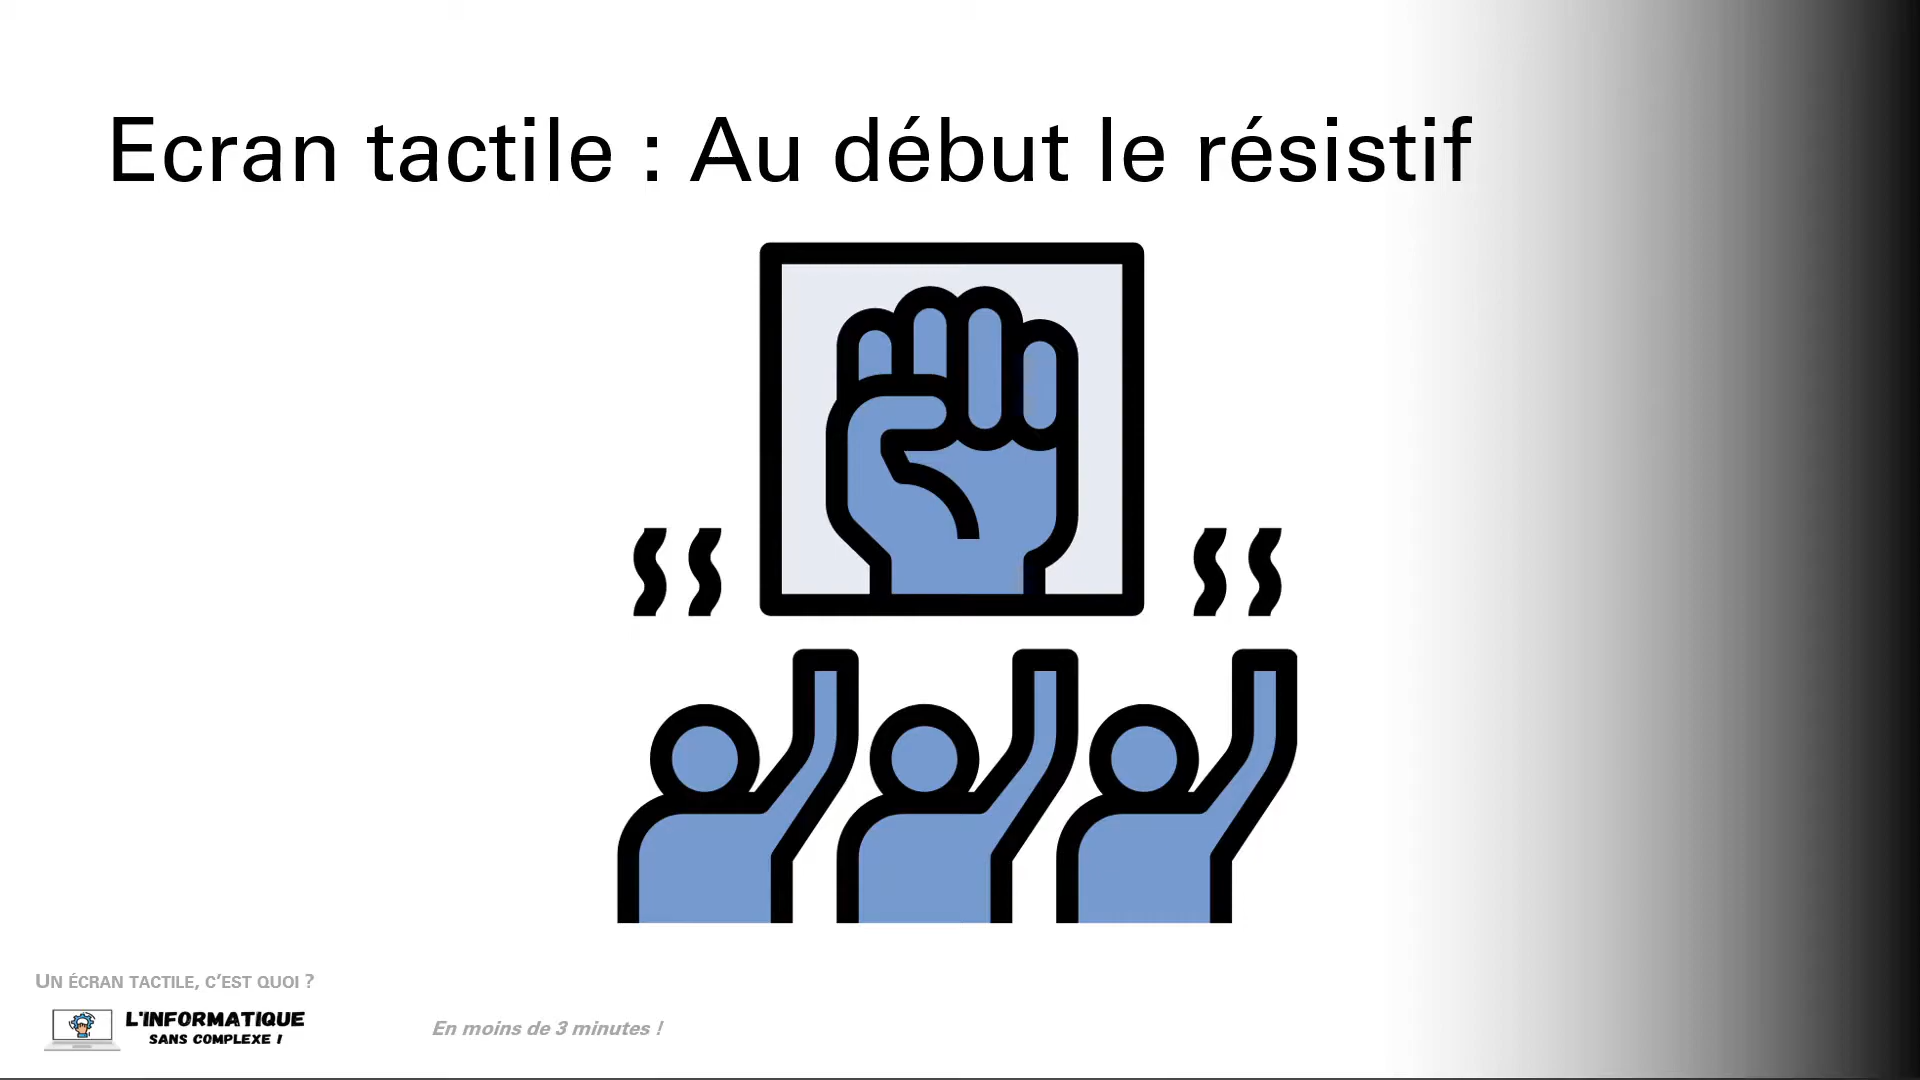 Ecran tactile : Au début le résistif
UN ÉCRAN TACTILE, C'EST QUOI ?
L'INFORMATIQUE
SANS COMPLEXE !
En moins de 3 minutes !